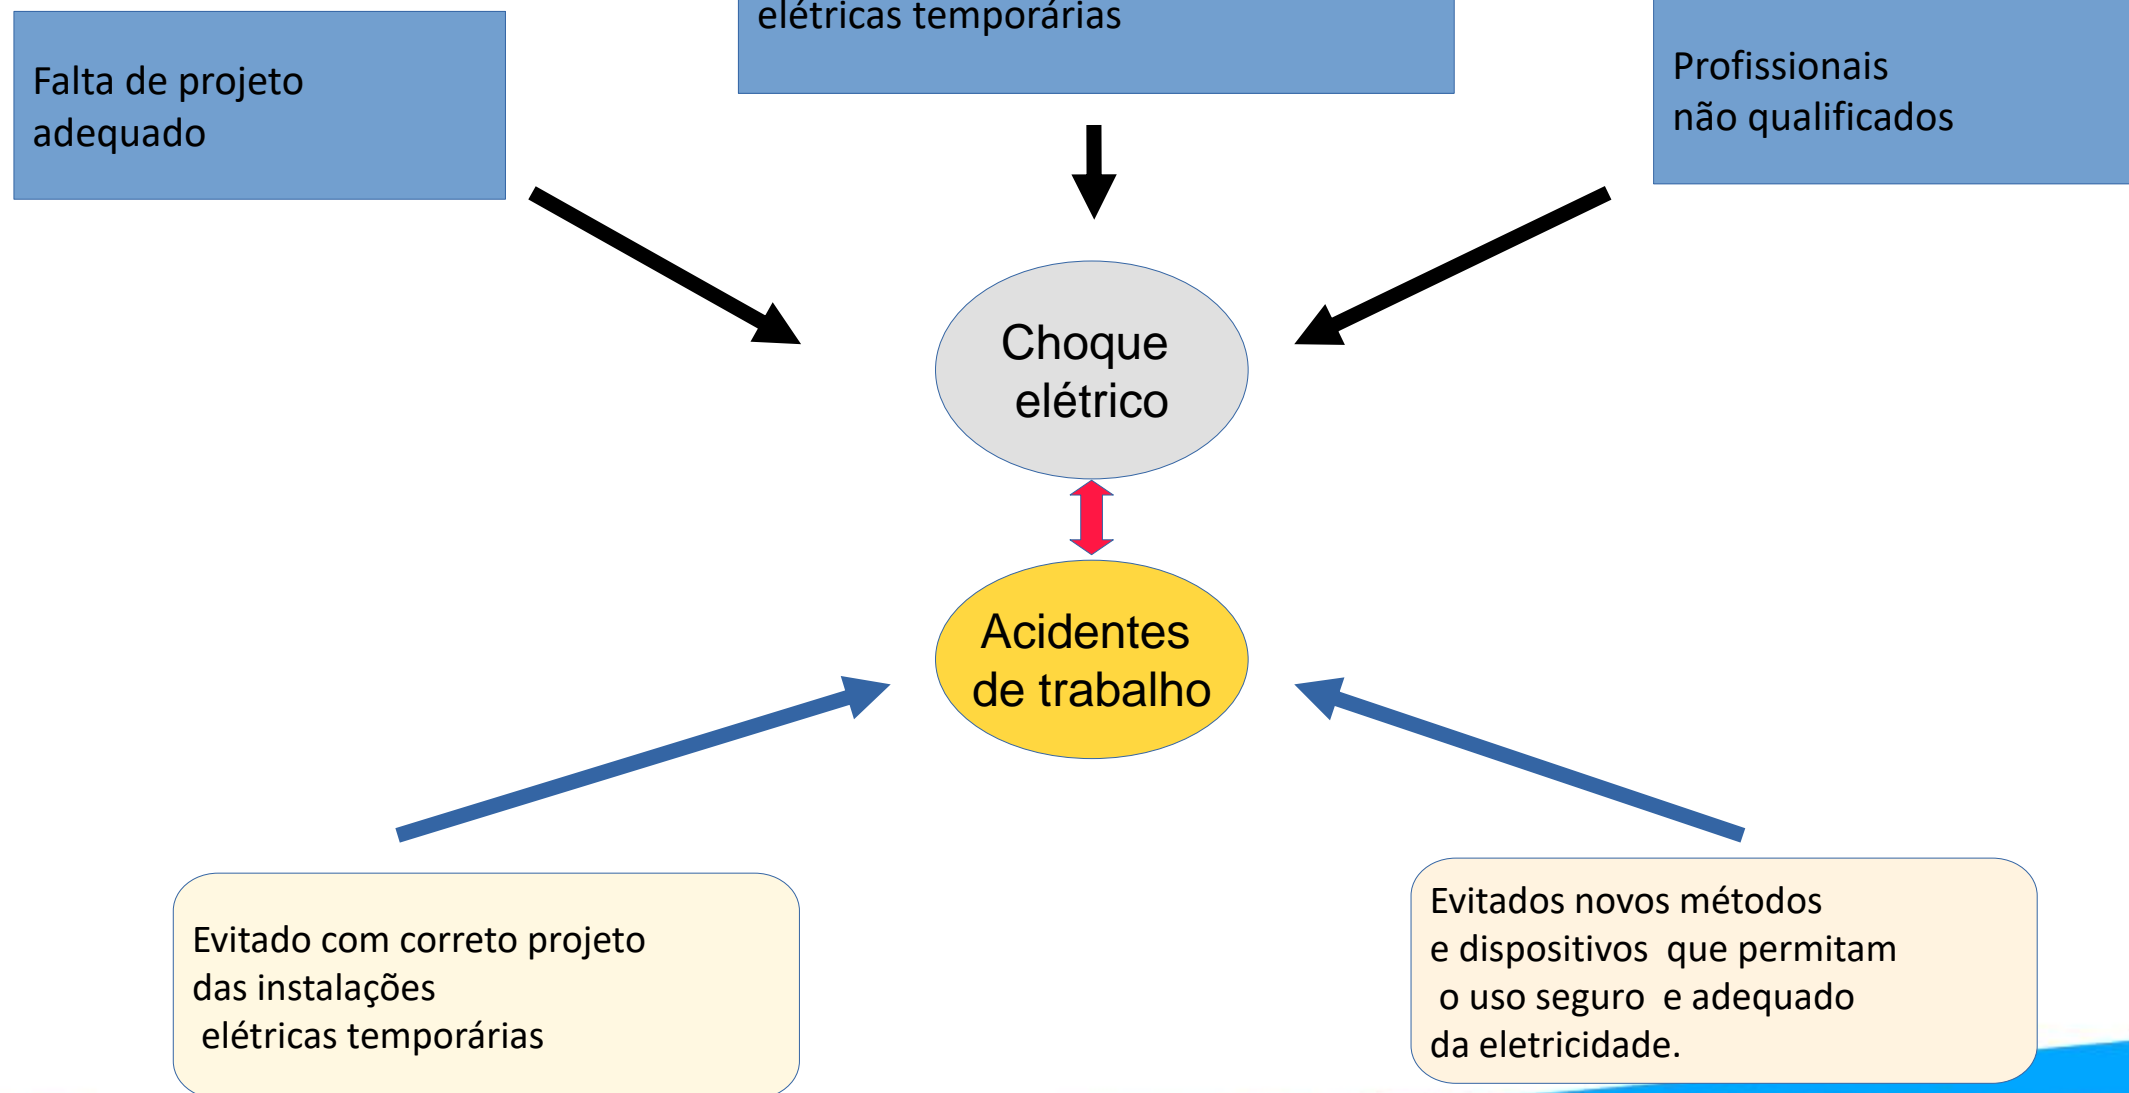 elétricas temporárias
Falta de projeto
adequado
Profissionais
não qualificados
Choque
elétrico
Acidentes
de trabalho
Evitado com correto projeto
das instalações
elétricas temporárias
Evitados novos métodos
e dispositivos que permitam
o uso seguro e adequado
da eletricidade.